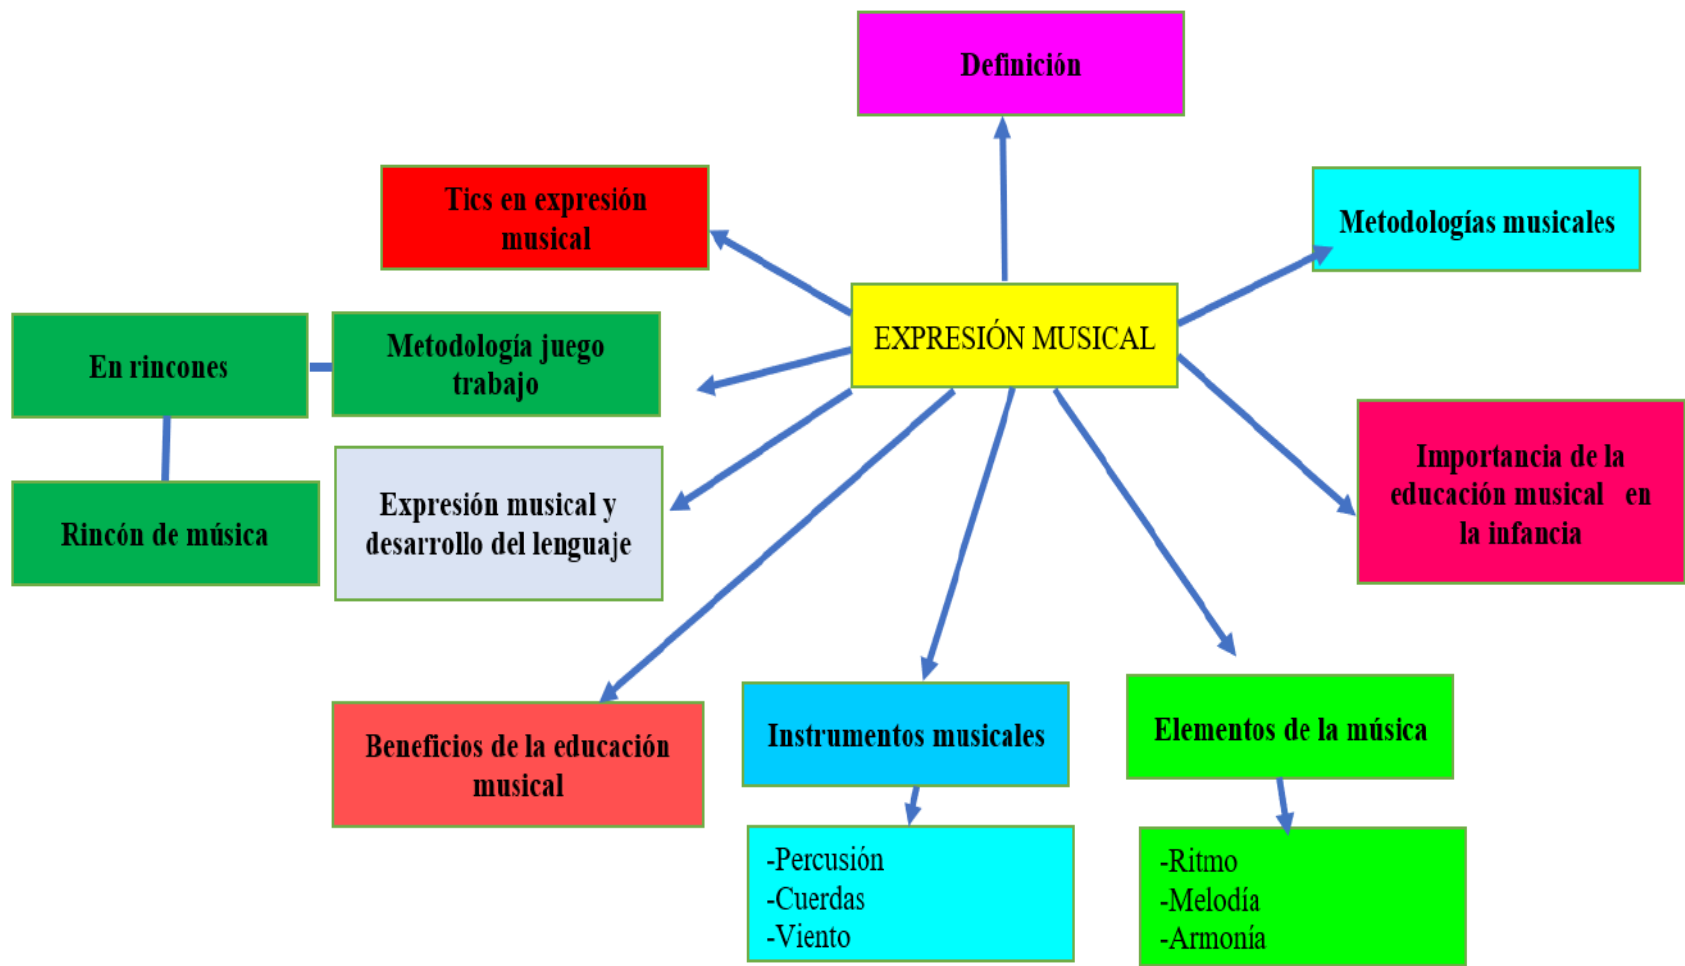 Definición
Tics en expresión
musical
Metodologías musicales
EXPRESIÓN MUSICAL
En rincones
Metodología juego
trabajo
Rincón de música
Expresión musical y
desarrollo del lenguaje
Importancia de la
educación musical en
la infancia
Beneficios de la educación
musical
Instrumentos musicales
Elementos de la música
-Percusión
-Cuerdas
-Viento
-Ritmo
-Melodía
-Armonía